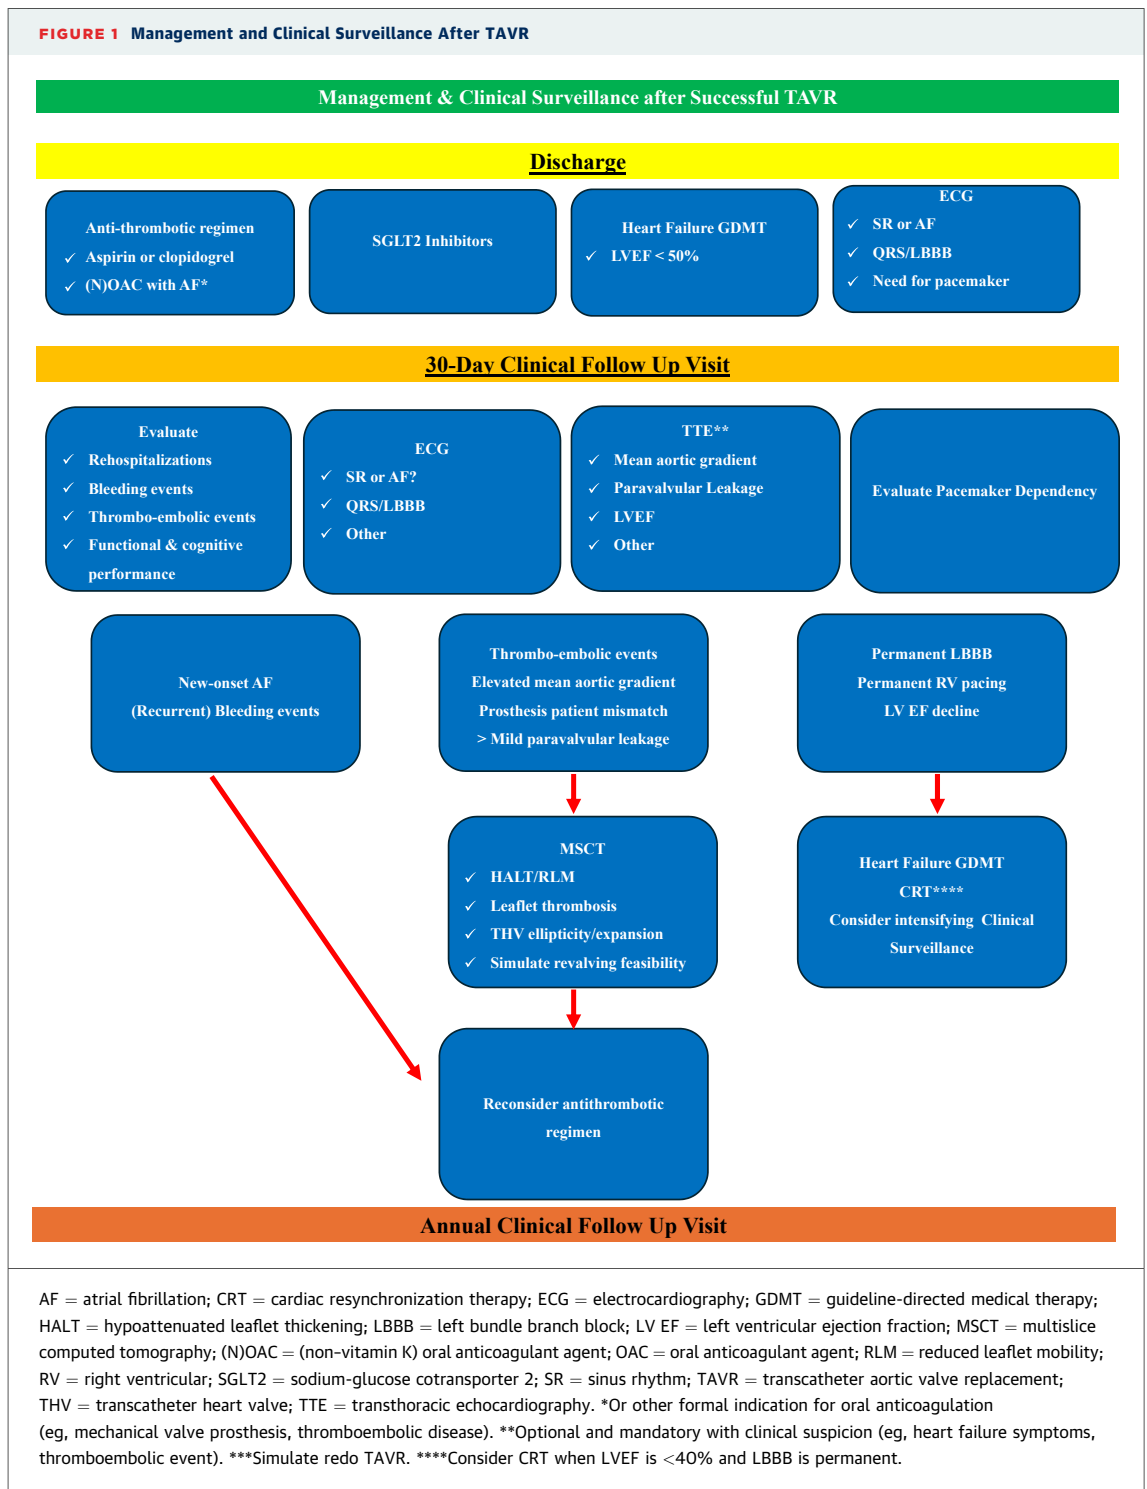 FIGURE 1 Management and Clinical Surveillance After TAVR
Management & Clinical Surveillance after Successful TAVR
Discharge
Anti-thrombotic regimen
✓ Aspirin or clopidogrel
✓ (N)OAC with AF*
SGLT2 Inhibitors
Heart Failure GDMT
✓ LVEF < 50%
ECG
✓ SR or AF
✓ QRS/LBBB
✓ Need for pacemaker
30-Day Clinical Follow Up Visit
Evaluate
✓ Rehospitalizations
✓ Bleeding events
✓ Thrombo-embolic events
✓ Functional & cognitive
performance
ECG
✓ SR or AF?
✓ QRS/LBBB
✓ Other
TTE**
✓ Mean aortic gradient
✓ Paravalvular Leakage
✓ LVEF
✓ Other
Evaluate Pacemaker Dependency
New-onset AF
(Recurrent) Bleeding events
Thrombo-embolic events
Elevated mean aortic gradient
Prosthesis patient mismatch
> Mild paravalvular leakage
Permanent LBBB
Permanent RV pacing
LV EF decline
MSCT
✓ HALT/RLM
✓ Leaflet thrombosis
✓ THV ellipticity/expansion
✓ Simulate revalving feasibility
Heart Failure GDMT
CRT****
Consider intensifying Clinical
Surveillance
Reconsider antithrombotic
regimen
Annual Clinical Follow Up Visit
AF = atrial fibrillation; CRT = cardiac resynchronization therapy; ECG = electrocardiography; GDMT = guideline-directed medical therapy;
HALT = hypoattenuated leaflet thickening; LBBB = left bundle branch block; LV EF = left ventricular ejection fraction; MSCT = multislice
computed tomography; (N)OAC = (non-vitamin K) oral anticoagulant agent; OAC = oral anticoagulant agent; RLM = reduced leaflet mobility;
RV = right ventricular; SGLT2 = sodium-glucose cotransporter 2; SR = sinus rhythm; TAVR = transcatheter aortic valve replacement;
THV = transcatheter heart valve; TTE = transthoracic echocardiography. *Or other formal indication for oral anticoagulation
(eg, mechanical valve prosthesis, thromboembolic disease). **Optional and mandatory with clinical suspicion (eg, heart failure symptoms,
thromboembolic event). ***Simulate redo TAVR. ****Consider CRT when LVEF is <40% and LBBB is permanent.